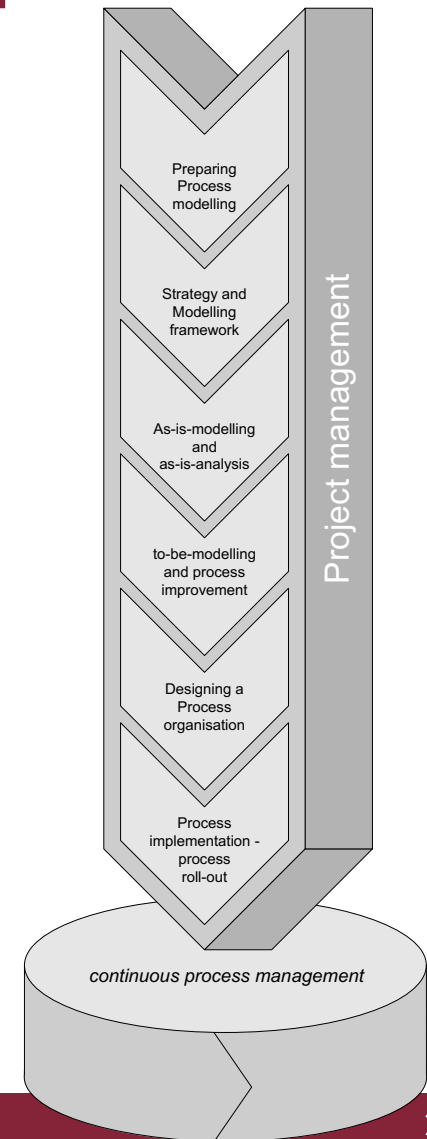 Preparing
Process
modelling
Strategy and
Modelling
framework
As-is-modelling
and
as-is-analysis
to-be-modelling
and process
improvement
Designing a
Process
organisation
Process
implementation -
process
roll-out
Project management
continuous process management